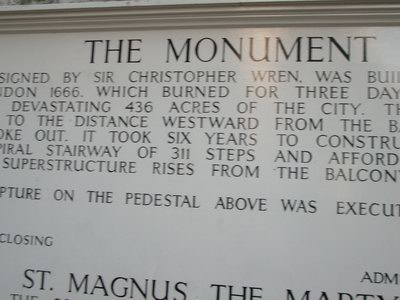 THE MONUMENT
SIGNED BY SIR CHRISTOPHER WREN, WAS BUI
NDON 1666, WHICH BURNED FOR THREE DAY
DEVASTATING 436 ACRES OF THE CITY. TH
TO THE DISTANCE WESTWARD FROM THE BA
OKE OUT. IT TOOK SIX YEARS TO CONSTRU
PIRAL STAIRWAY OF 311 STEPS AND AFFORD
SUPERSTRUCTURE RISES FROM THE BALCONY
PTURE ON THE PEDESTAL ABOVE WAS EXECUT
CLOSING
ADM
ST. MAGNUS THE MARTY